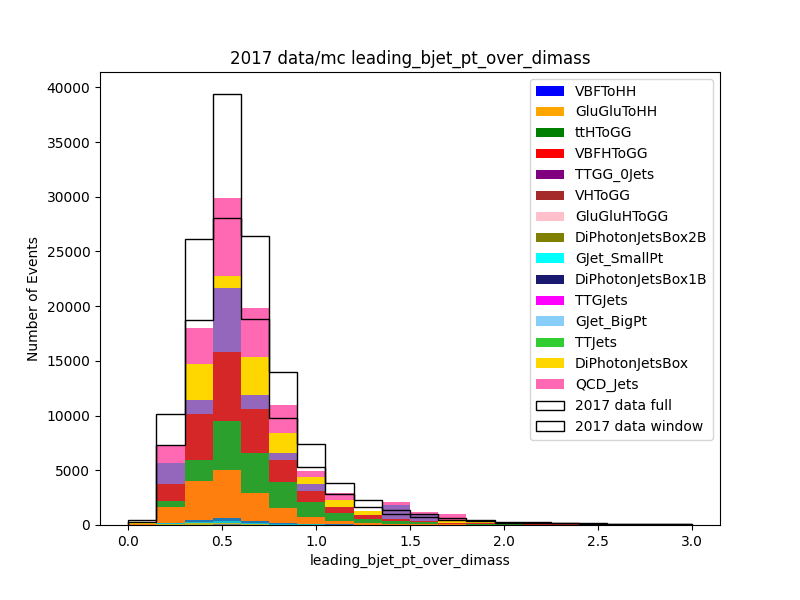 2017 data/mc leading_bjet_pt_over_dimass
40000
35000
30000
25000
20000
15000
10000
5000
0
Number of Events
VBFToHH
GluGluToHH
ttHToGG
VBFHToGG
TTGG_0Jets
VHToGG
GluGluHToGG
DiPhotonJetsBox2B
GJet_SmallPt
DiPhotonJetsBox1B
TTGJets
GJet_BigPt
TTJets
DiPhotonJetsBox
QCD_Jets
2017 data full
2017 data window
0.0 0.5 1.0 1.5 2.0 2.5 3.0
leading_bjet_pt_over_dimass